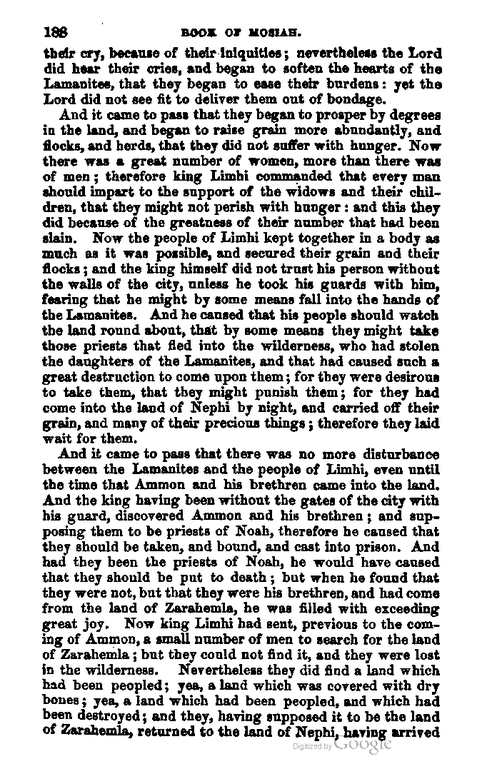 188 BOOK OF MOSIAH.
their cry, because of their iniquities; nevertheless the Lord
did hear their cries, and began to soften the hearts of the
Lamanites, that they began to ease their burdens: yet the
Lord did not see fit to deliver them out of bondage.
And it came to pass that they began to prosper by degrees
in the land, and began to raise grain more abundantly, and
flocks, and herds, that they did not suffer with hunger. Now
there was a great number of women, more than there was
of men; therefore king Limhi commanded that every man
should impart to the support of the widows and their chil-
dren, that they might not perish with hunger: and this they
did because of the greatness of their number that had been
slain. Now the people of Limhi kept together in a body as
much as it was possible, and secured their grain and their
flocks; and the king himself did not trust his person without
the walls of the city, unless he took his guards with him,
fearing that he might by some means fall into the hands of
the Lamanites. And he caused that his people should watch
the land round about, that by some means they might take
those priests that fled into the wilderness, who had stolen
the daughters of the Lamanites, and that had caused such a
great destruction to come upon them; for they were desirous
to take them, that they might punish them; for they had
come into the land of Nephi by night, and carried off their
grain, and many of their precious things; therefore they laid
wait for them.
And it came to pass that there was no more disturbance
between the Lamanites and the people of Limhi, even until
the time that Ammon and his brethren came into the land.
And the king having been without the gates of the city with
his guard, discovered Ammon and his brethren; and sup-
posing them to be priests of Noah, therefore he caused that
they should be taken, and bound, and cast into prison. And
had they been the priests of Noah, he would have caused
that they should be put to death; but when he found that
they were not, but that they were his brethren, and had come
from the land of Zarahemla, he was filled with exceeding
great joy. Now king Limhi had sent, previous to the com-
ing of Ammon, a small number of men to search for the land
of Zarahemla; but they could not find it, and they were lost
in the wilderness. Nevertheless they did find a land which
had been peopled; yea, a land which was covered with dry
bones; yea, a land which had been peopled, and which had
been destroyed; and they, having supposed it to be the land
of Zarahemla, returned to the land of Nephi, having arrived
Digitized by Google